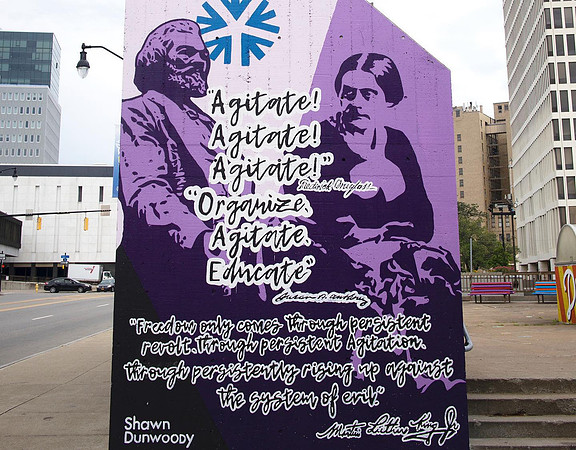 "Agitate!
Agitate!
Agitate!"
Frederick Douglass
"Organize,
Agitate,
Educate"
Susan B. Anthony
"Freedom only comes through persistent
revolt. Through persistent Agitation.
through persistently rising up against
the system of evil."
Martin Luther King Jr
Shawn
Dunwoody